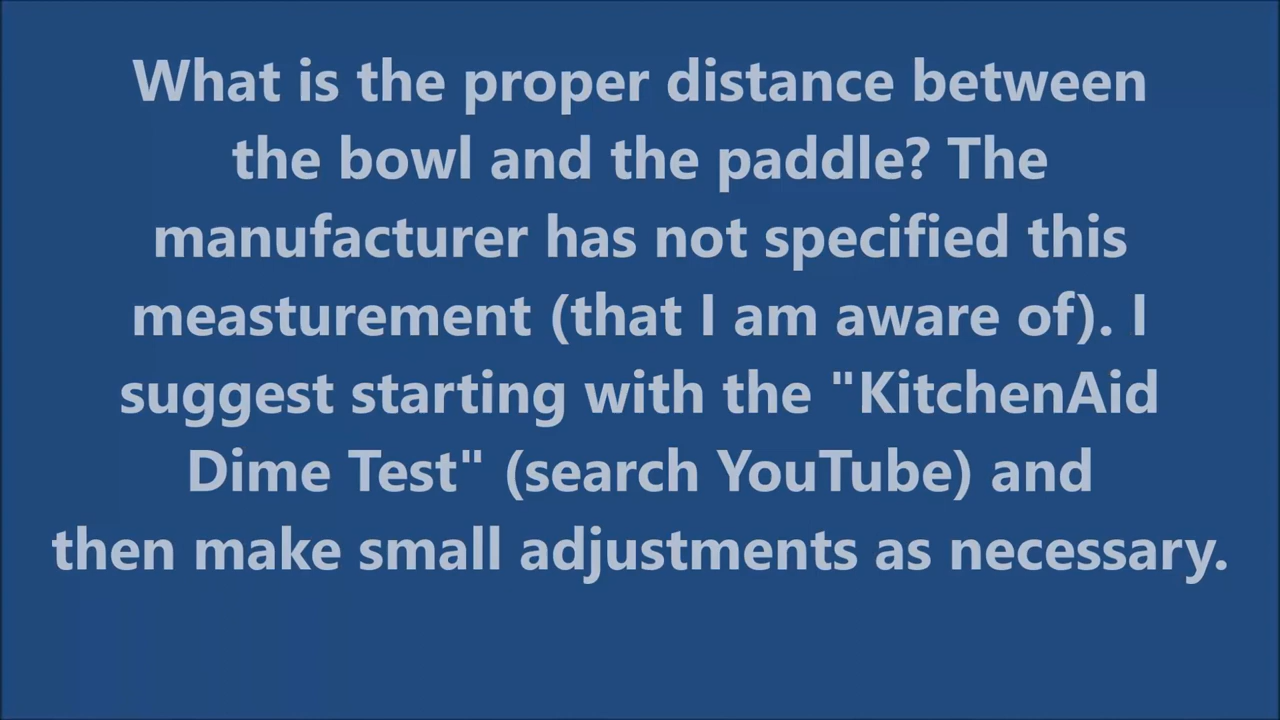 What is the proper distance between
the bowl and the paddle? The
manufacturer has not specified this
measturement (that I am aware of). I
suggest starting with the "KitchenAid
Dime Test" (search YouTube) and
then make small adjustments as necessary.